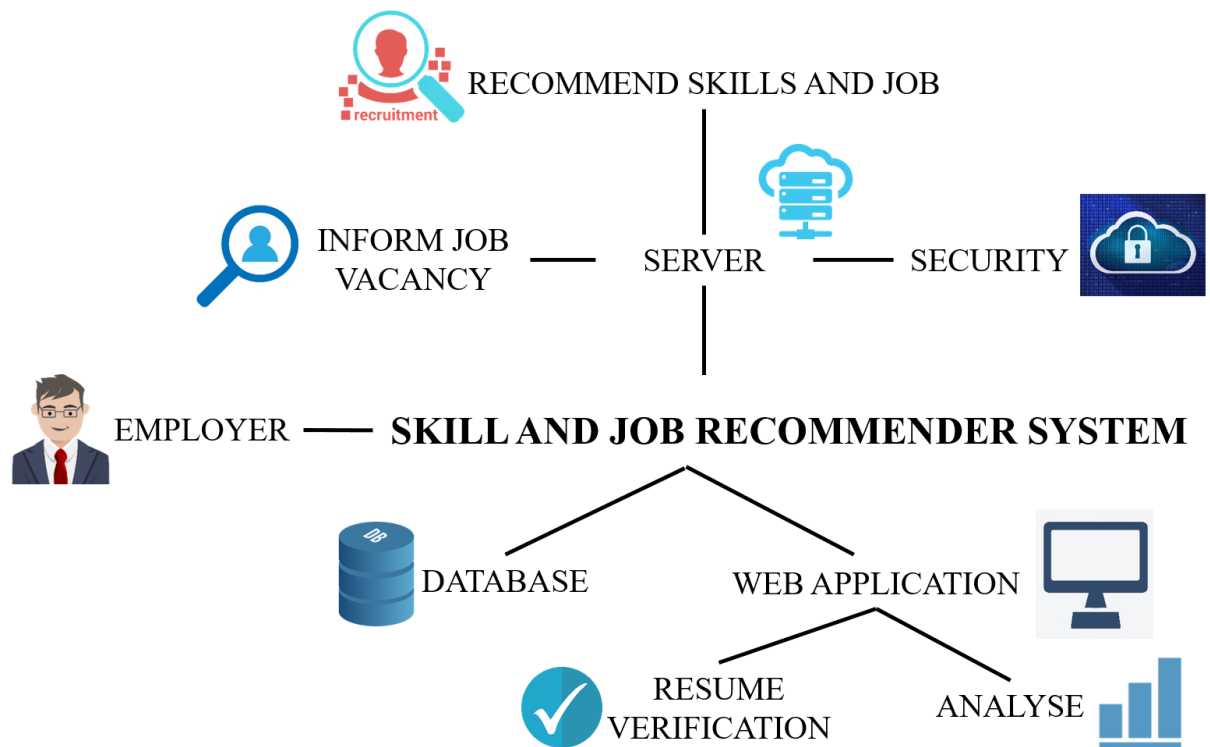 RECOMMEND SKILLS AND JOB
recruitment
INFORM JOB
VACANCY
SERVER
SECURITY
EMPLOYER
SKILL AND JOB RECOMMENDER SYSTEM
DB
DATABASE
WEB APPLICATION
RESUME
VERIFICATION
ANALYSE